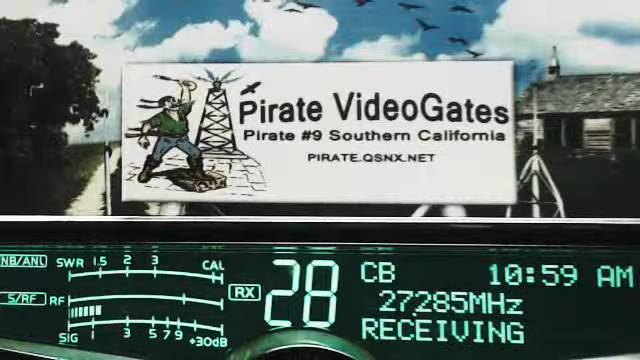 Pirate VideoGates
Pirate #9 Southern California
PIRATE.QSNX.NET
NB/ANL SWR 1.5 2 3 CAL
S/RF RF
SIG 1 3 5 7 9 +30dB
RX 28
CB 10:59 AM
27285MHz
RECEIVING